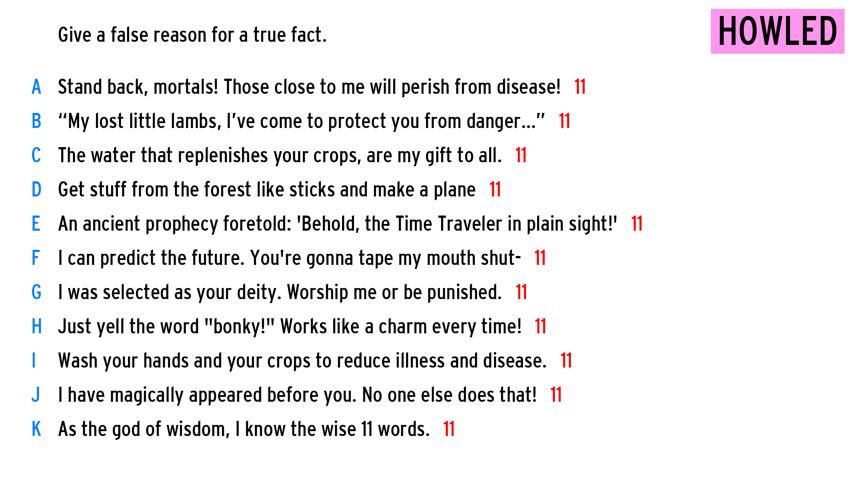 Give a false reason for a true fact.
HOWLED
A Stand back, mortals! Those close to me will perish from disease! 11
B “My lost little lambs, I’ve come to protect you from danger...” 11
C The water that replenishes your crops, are my gift to all. 11
D Get stuff from the forest like sticks and make a plane 11
E An ancient prophecy foretold: 'Behold, the Time Traveler in plain sight!' 11
F I can predict the future. You're gonna tape my mouth shut- 11
G I was selected as your deity. Worship me or be punished. 11
H Just yell the word "bonky!" Works like a charm every time! 11
I Wash your hands and your crops to reduce illness and disease. 11
J I have magically appeared before you. No one else does that! 11
K As the god of wisdom, I know the wise 11 words. 11